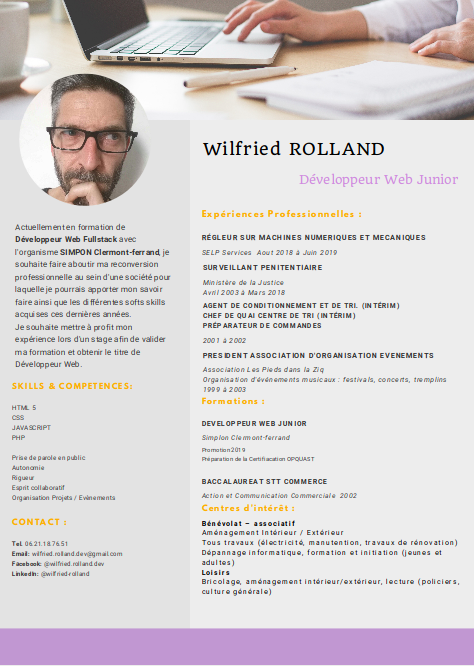 Wilfried ROLLAND
Développeur Web Junior
Actuellement en formation de
Développeur Web Fullstack avec
l'organisme SIMPON Clermont-ferrand, je
souhaite faire aboutir ma reconversion
professionnelle au sein d'une société pour
laquelle je pourrais apporter mon savoir
faire ainsi que les différentes softs skills
acquises ces dernières années.
Je souhaite mettre à profit mon
expérience lors d'un stage afin de valider
ma formation et obtenir le titre de
Développeur Web.
SKILLS & COMPETENCES:
HTML 5
CSS
JAVASCRIPT
PHP
Prise de parole en public
Autonomie
Rigueur
Esprit collaboratif
Organisation Projets / Evènements
CONTACT :
Tel. 06.21.18.76.51
Email: wilfried.rolland.dev@gmail.com
Facebook: @wilfried.rolland.dev
Linkedin: @wilfried-rolland
Expériences Professionnelles :
RÉGLEUR SUR MACHINES NUMERIQUES ET MECANIQUES
SELP Services Aout 2018 à Juin 2019
SURVEILLANT PENITENTIAIRE
Ministère de la Justice
Avril 2003 à Mars 2018
AGENT DE CONDITIONNEMENT ET DE TRI. (INTÉRIM)
CHEF DE QUAI CENTRE DE TRI (INTÉRIM)
PRÉPARATEUR DE COMMANDES
2001 à 2002
PRESIDENT ASSOCIATION D'ORGANISATION EVENEMENTS
Association Les Pieds dans la Ziq
Organisation d'événements musicaux : festivals, concerts, tremplins
1999 à 2003
Formations :
DEVELOPPEUR WEB JUNIOR
Simplon Clermont-ferrand
Promotion 2019
Préparation de la Certifiacation OPQUAST
BACCALAUREAT STT COMMERCE
Action et Communication Commerciale 2002
Centres d'intérêt :
Bénévolat – associatif
Aménagement Intérieur / Extérieur
Tous travaux (électricité, manutention, travaux de rénovation)
Dépannage informatique, formation et initiation (jeunes et
adultes)
Loisirs
Bricolage, aménagement intérieur/extérieur, lecture (policiers,
culture générale)